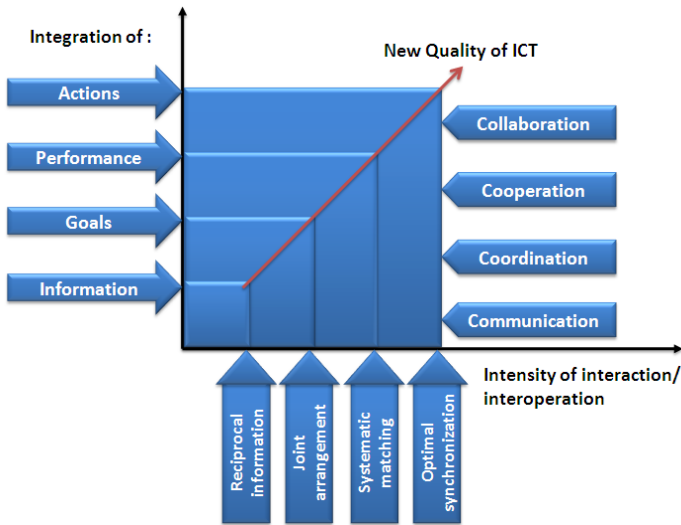 Integration of :
New Quality of ICT
Actions
Performance
Goals
Information
Collaboration
Cooperation
Coordination
Communication
Intensity of interaction/
interoperation
Reciprocal
information
Joint
arrangement
Systematic
matching
Optimal
synchronization